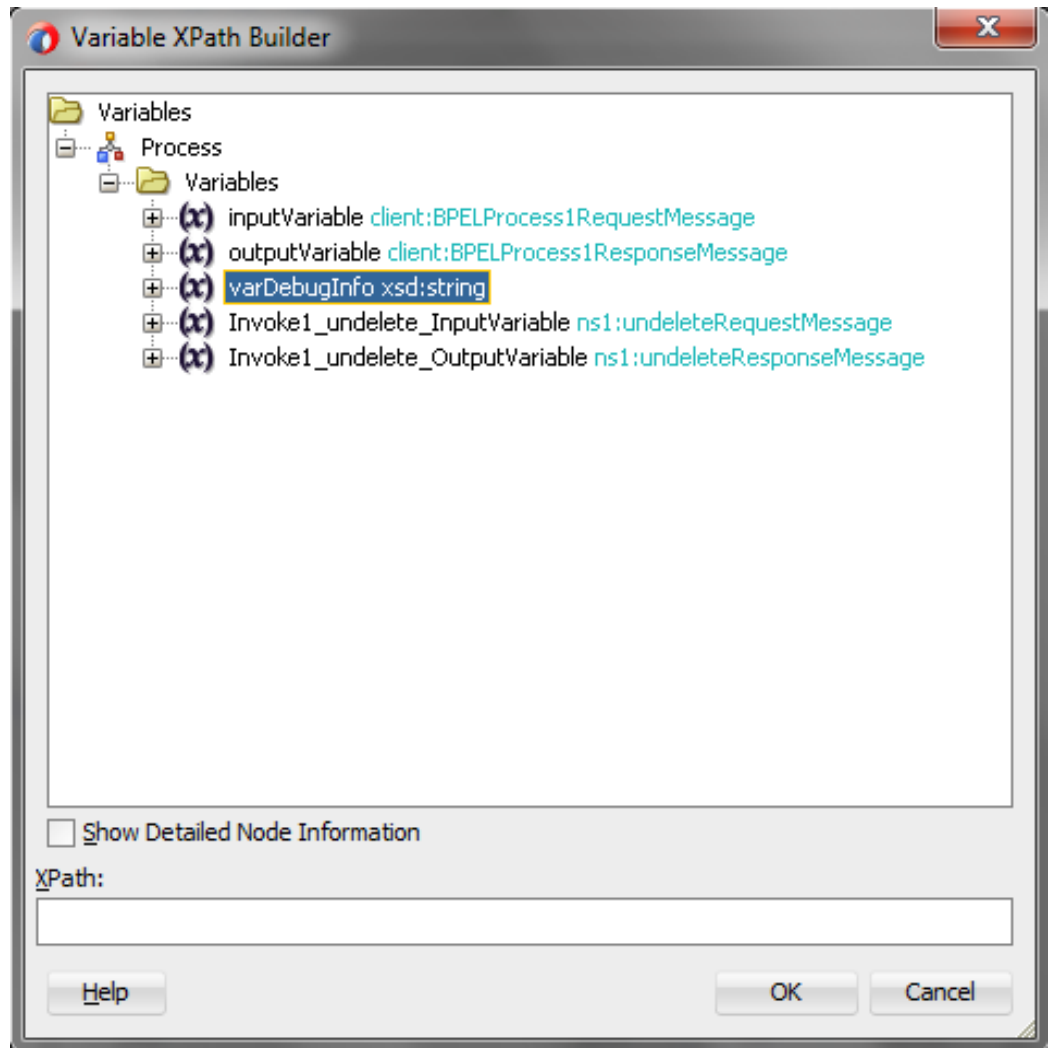 Variable XPath Builder
Variables
Process
Variables
(x) inputVariable client:BPELProcess1RequestMessage
(x) outputVariable client:BPELProcess1ResponseMessage
(x) varDebugInfo xsd:string
(x) Invoke1_undelete_InputVariable ns1:undeleteRequestMessage
(x) Invoke1_undelete_OutputVariable ns1:undeleteResponseMessage
Show Detailed Node Information
XPath:
Help OK Cancel